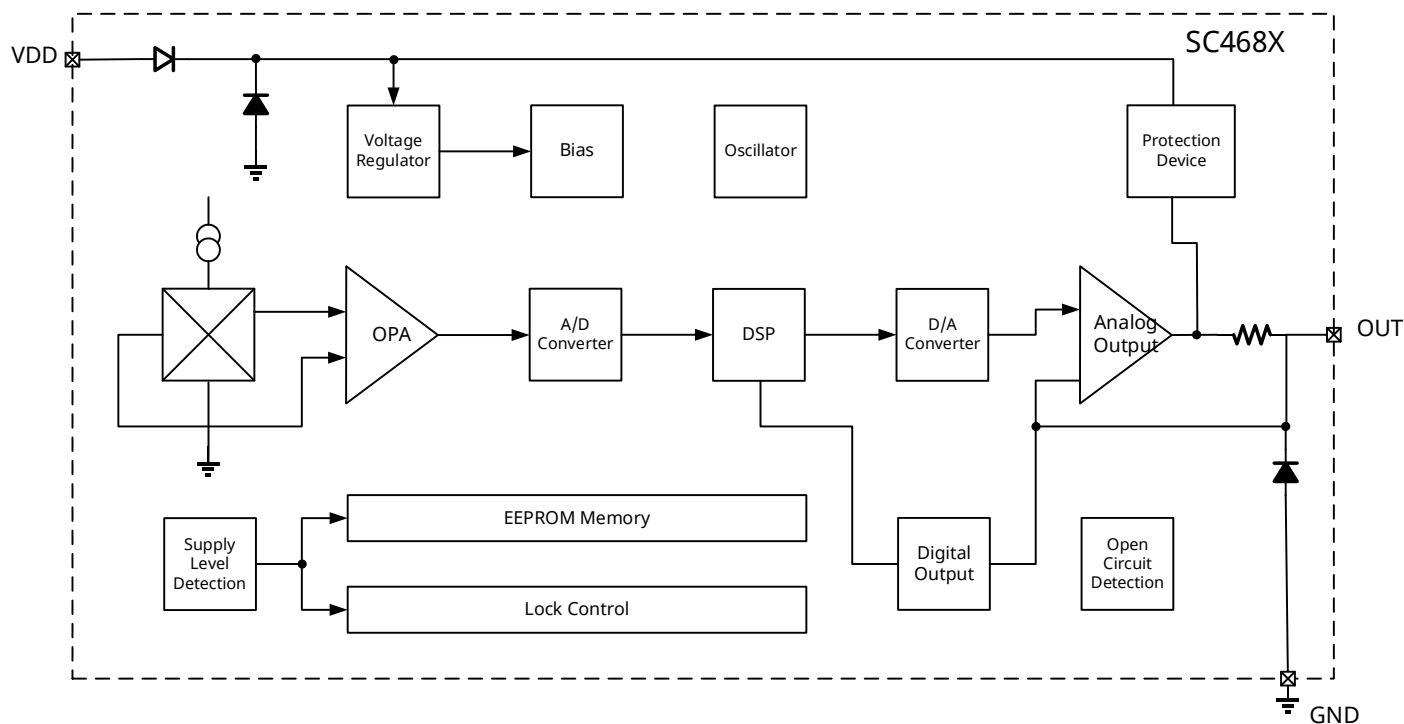 SC468X
VDD
Voltage
Regulator
Bias
Oscillator
Protection
Device
OPA
A/D
Converter
DSP
D/A
Converter
Analog
Output
OUT
EEPROM Memory
Supply
Level
Detection
Lock Control
Digital
Output
Open
Circuit
Detection
GND